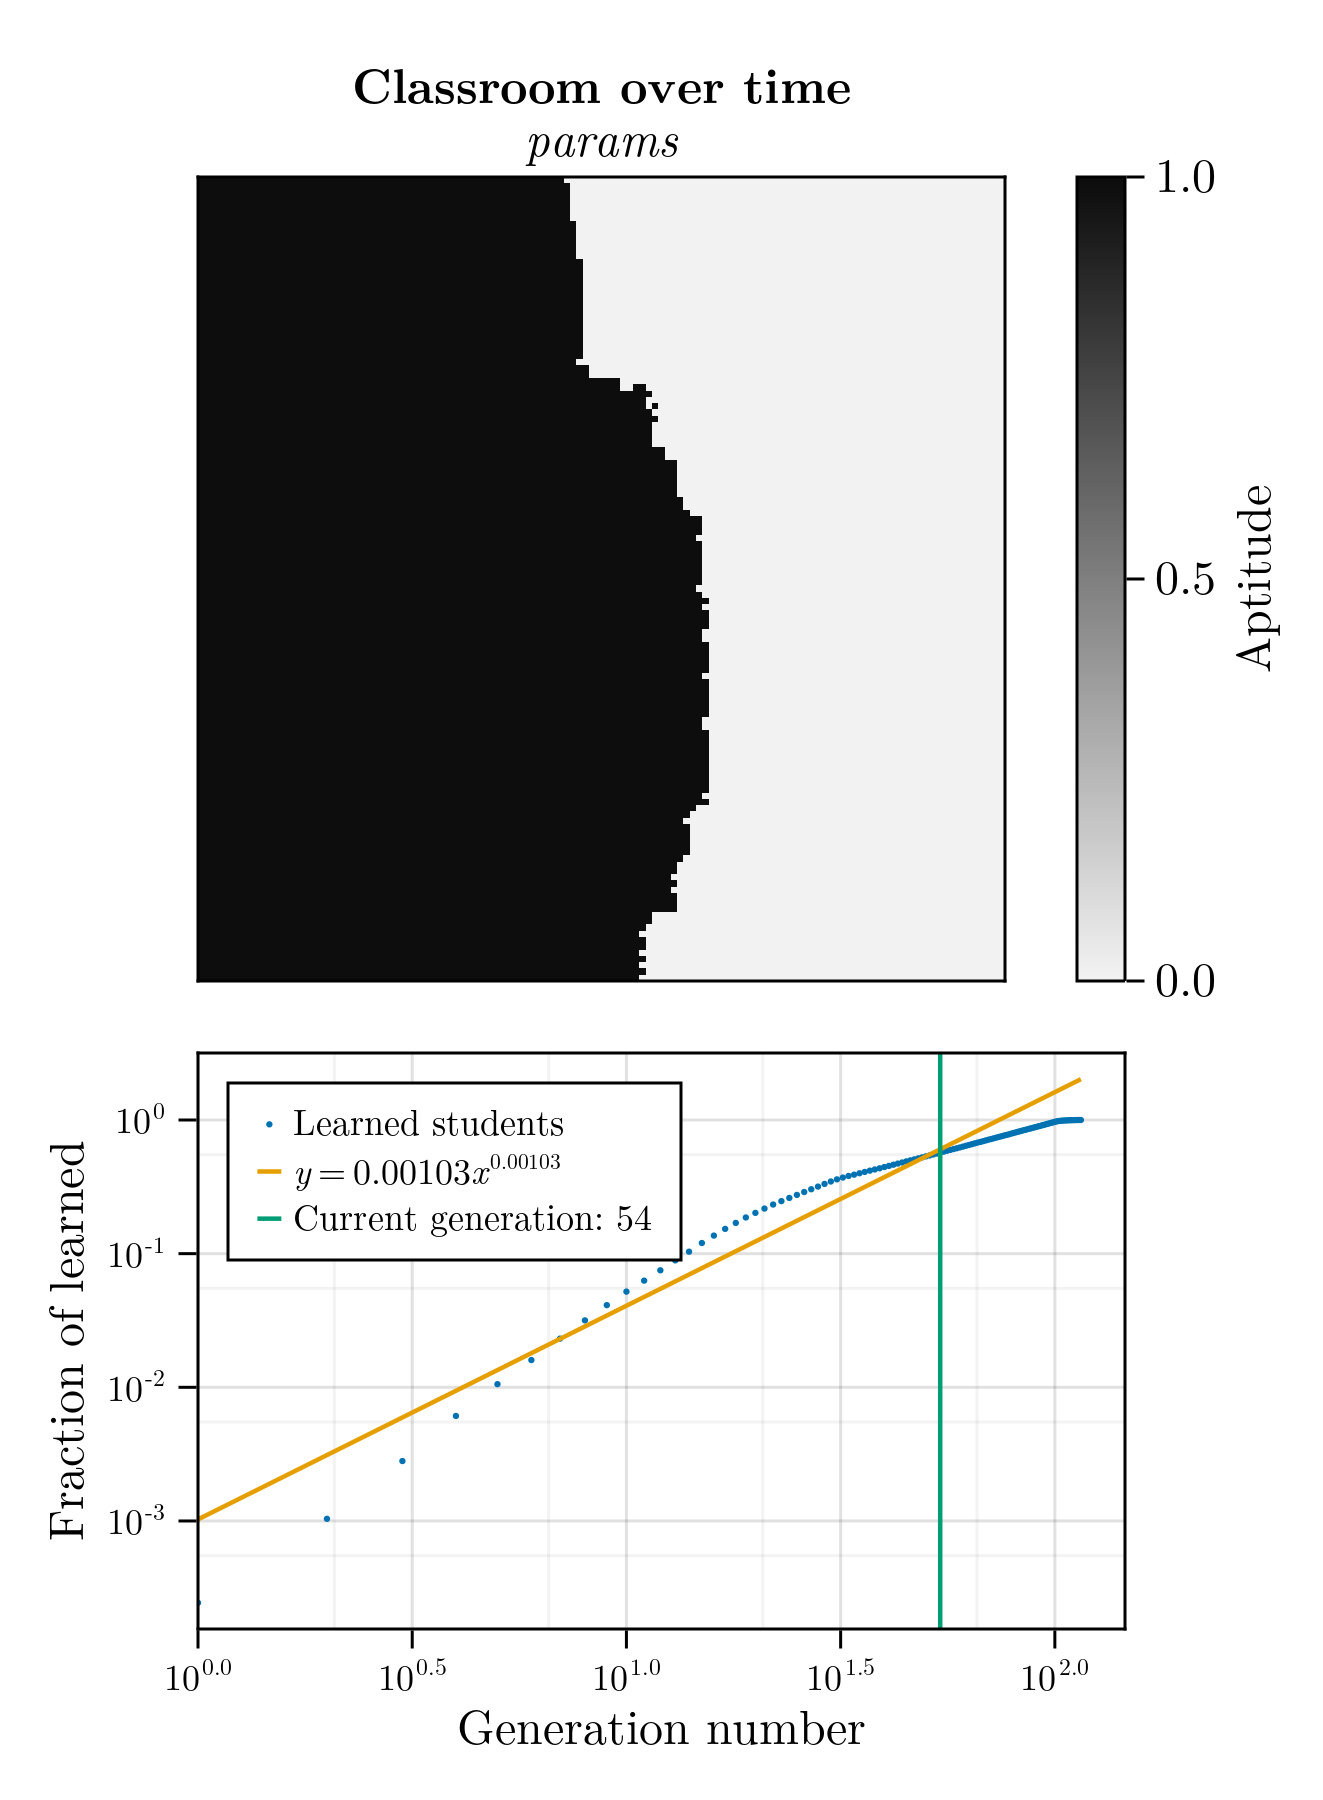 Classroom over time
params
1.0
0.5
0.0
Aptitude
Learned students
y = 0.00103x^0.00103
Current generation: 54
10^0
10^-1
10^-2
10^-3
Fraction of learned
10^0.0 10^0.5 10^1.0 10^1.5 10^2.0
Generation number